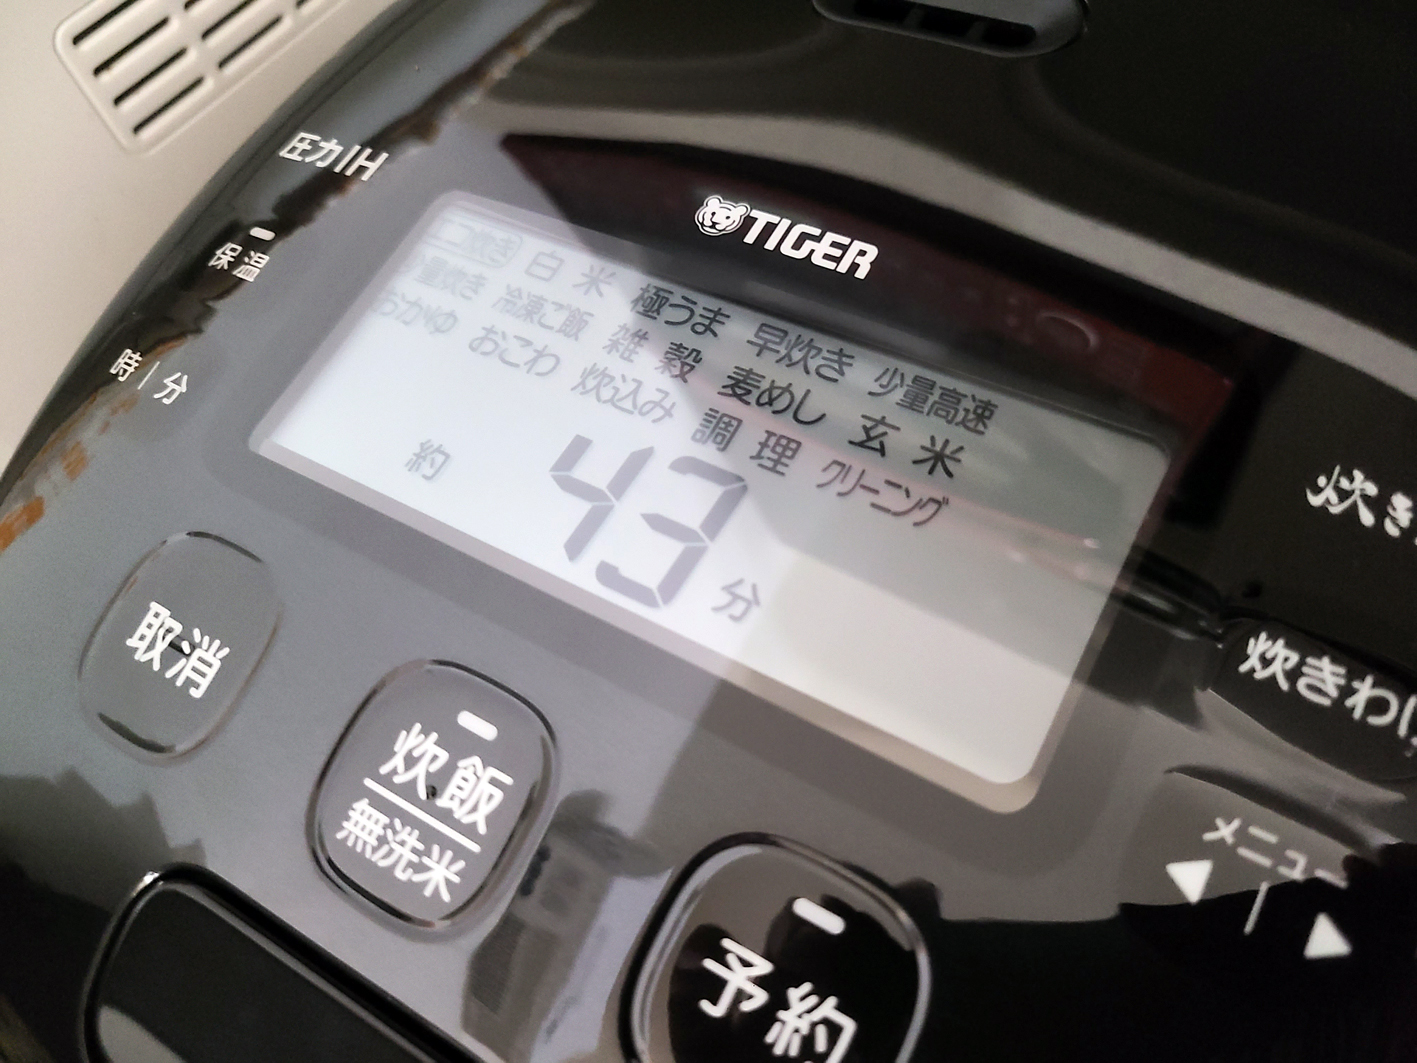 圧力IH
TIGER
保温
時 | 分
炊き 白米 極うま 早炊き 少量高速
量炊き 冷凍ご飯 雑穀 麦めし 玄米
おかゆ おこわ 炊込み 調理 クリーニング
約 43 分
取消
炊飯
無洗米
予約
炊き
炊きわ
メニュー